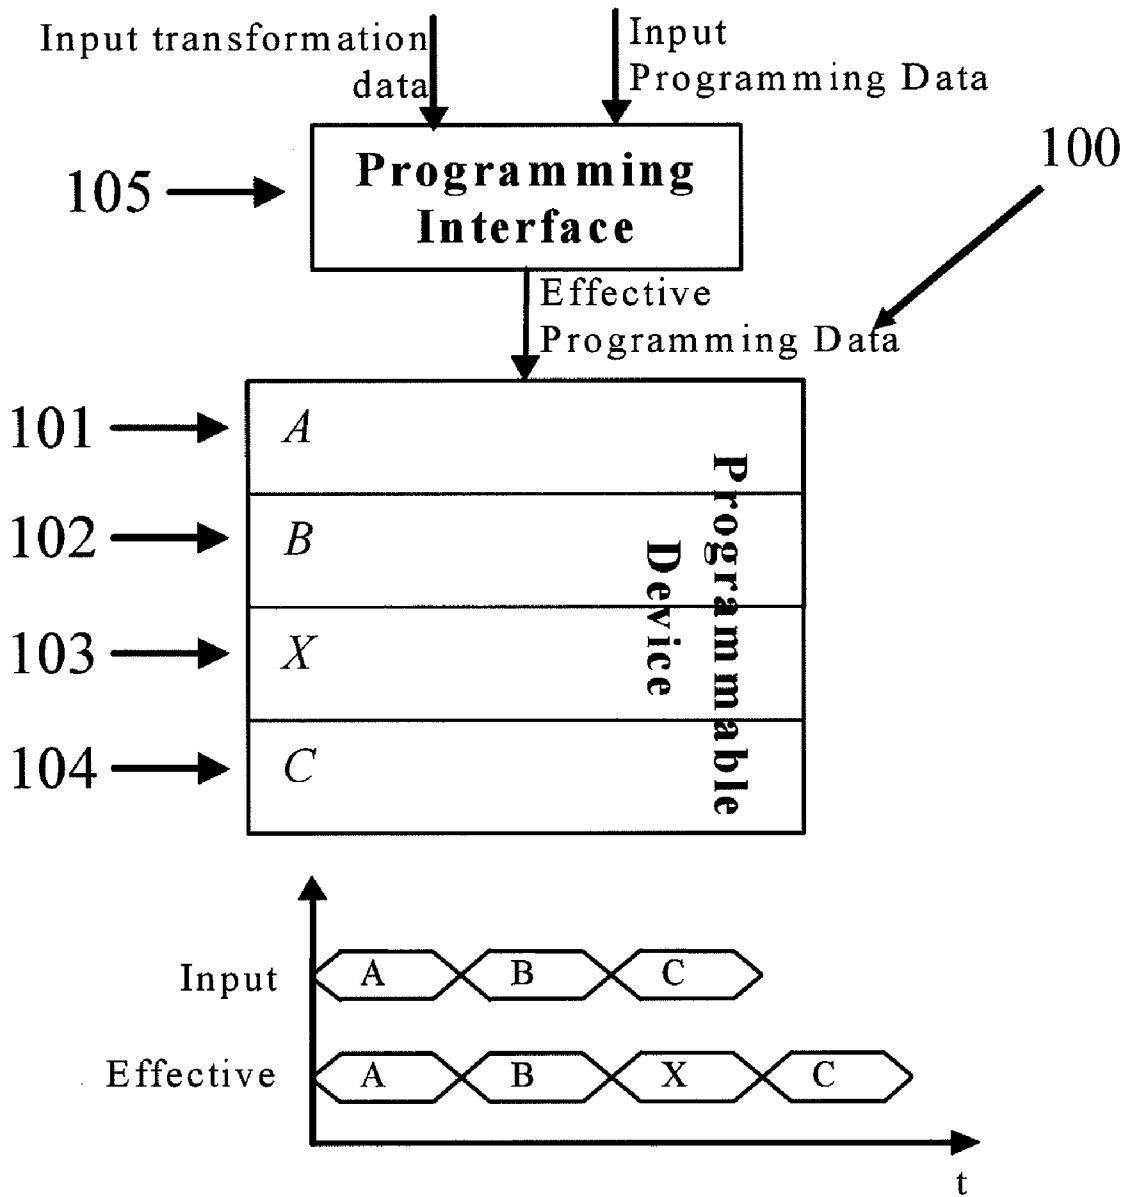 Input transformation
data
Input
Programming Data
100
105
Programming
Interface
Effective
Programming Data
101
A
102
B
103
X
104
C
Programmable
Device
Input
A
B
C
Effective
A
B
X
C
t